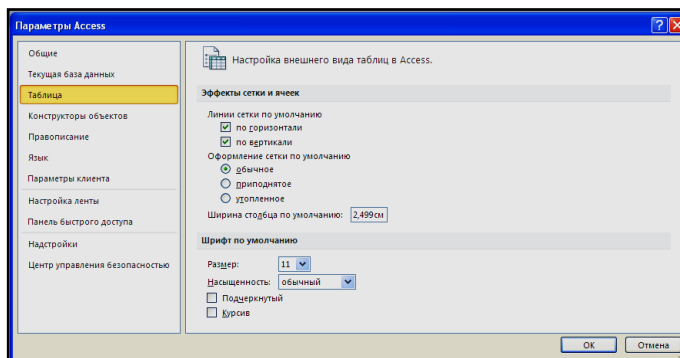 Параметры Access
Общие
Текущая база данных
Таблица
Конструкторы объектов
Правописание
Язык
Параметры клиента
Настройка ленты
Панель быстрого доступа
Надстройки
Центр управления безопасностью
Настройка внешнего вида таблиц в Access.
Эффекты сетки и ячеек
Линии сетки по умолчанию
по горизонтали
по вертикали
Оформление сетки по умолчанию
обычное
приподнятое
утопленное
Ширина столбца по умолчанию: 2,499см
Шрифт по умолчанию
Размер: 11
Насыщенность: обычный
Подчеркнутый
Курсив
ОК Отмена